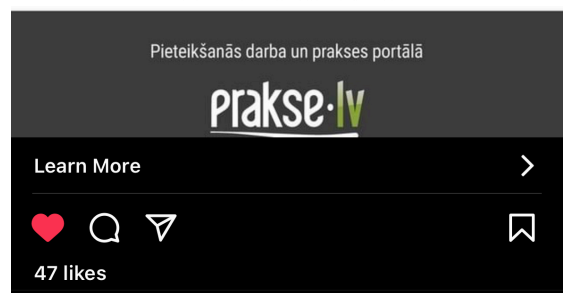 Pieteikšanās darba un prakses portālā
prakse.lv
Learn More
47 likes